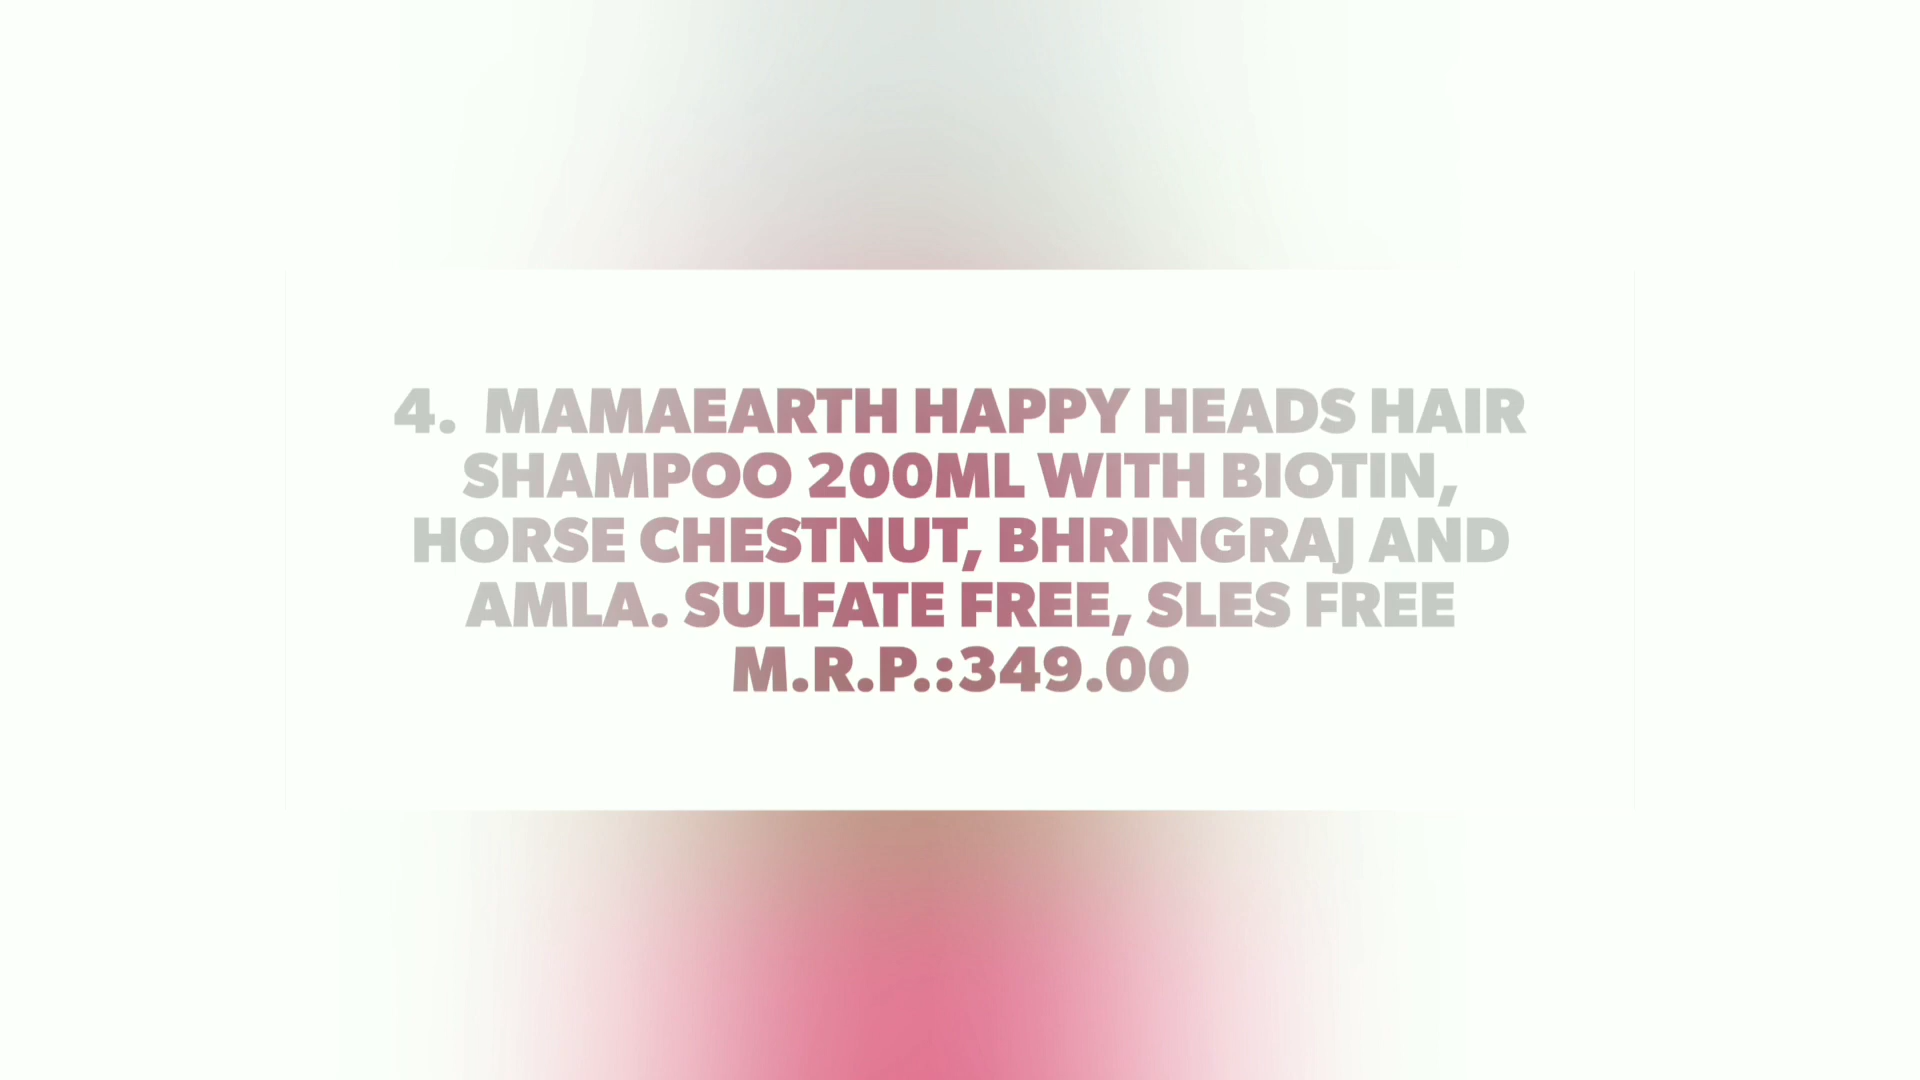 4. MAMAEARTH HAPPY HEADS HAIR
SHAMPOO 200ML WITH BIOTIN,
HORSE CHESTNUT, BHRINGRAJ AND
AMLA. SULFATE FREE, SLES FREE
M.R.P.:349.00